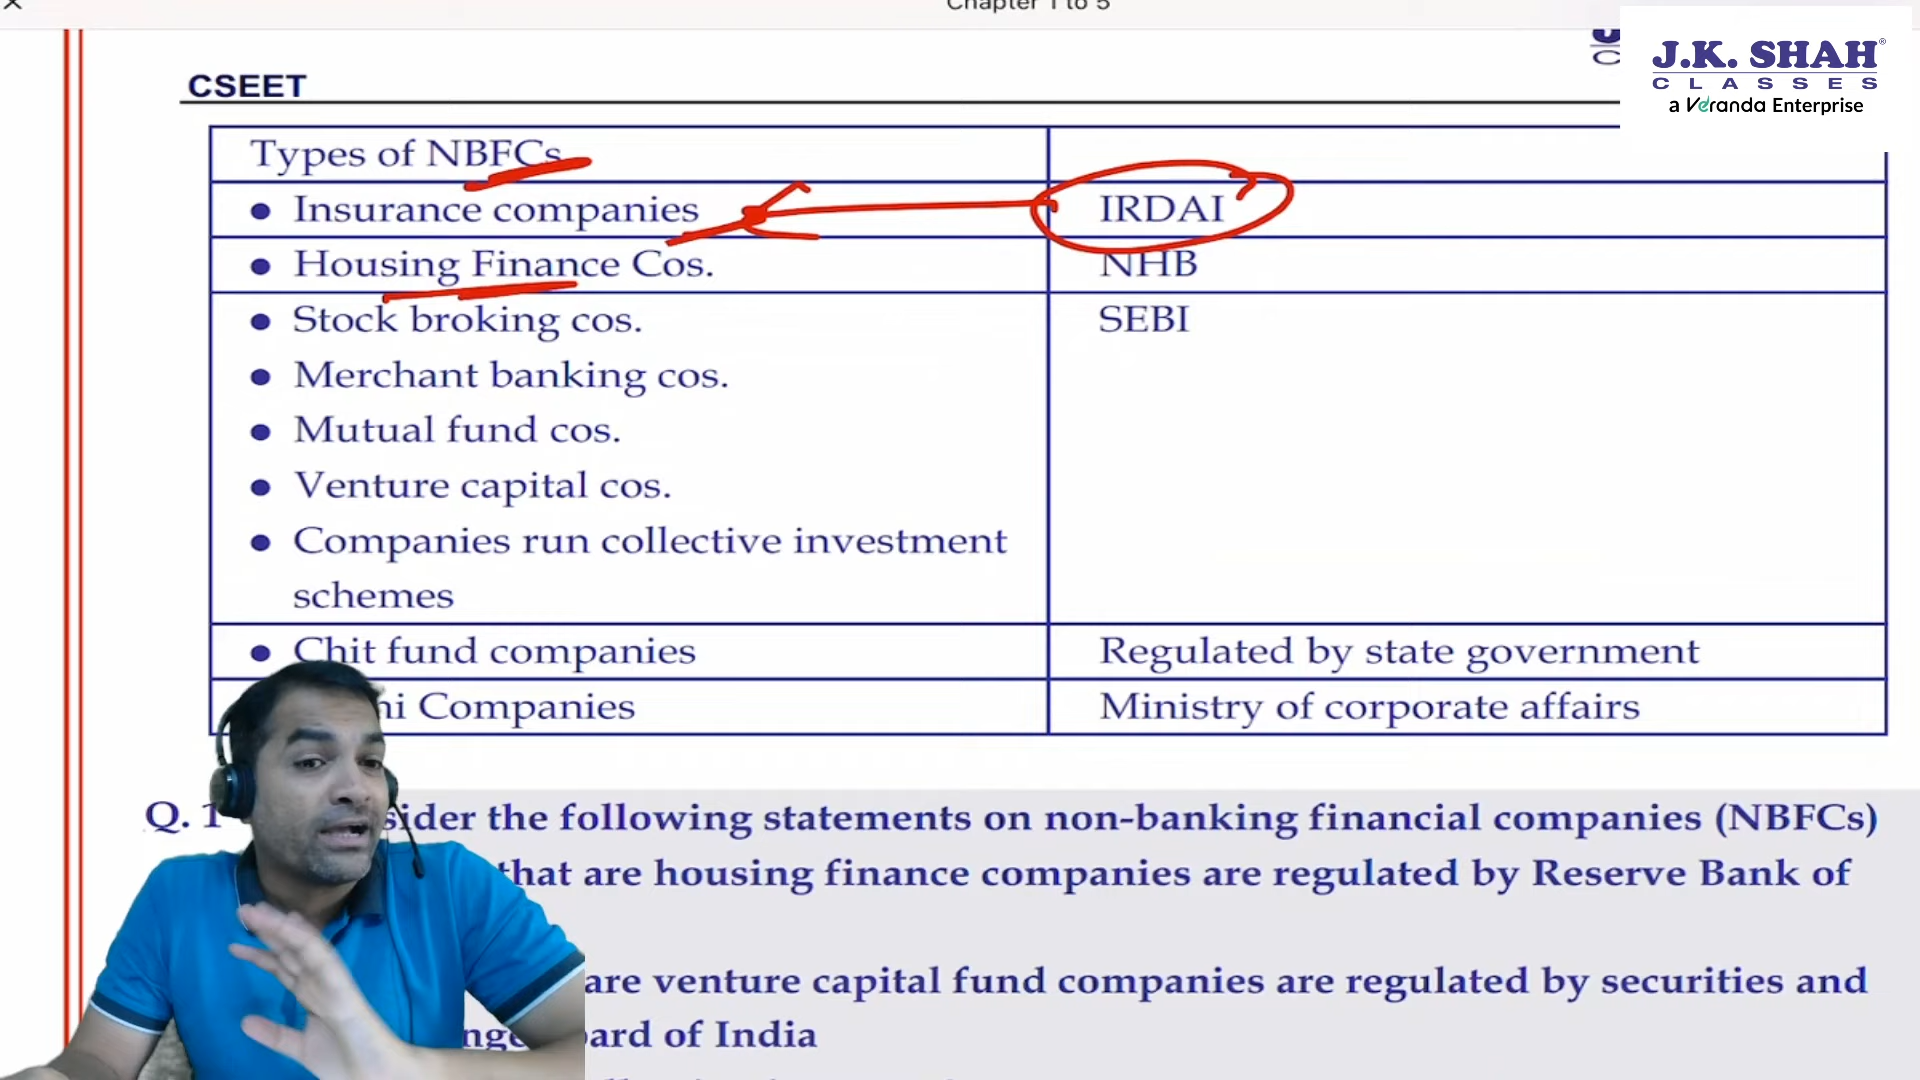 Chapter 1 to 5
J.K. SHAH®
CLASSES
a Veranda Enterprise
CSEET
Types of NBFCs
● Insurance companies IRDAI
● Housing Finance Cos. NHB
● Stock broking cos. SEBI
● Merchant banking cos.
● Mutual fund cos.
● Venture capital cos.
● Companies run collective investment
schemes
● Chit fund companies Regulated by state government
Companies Ministry of corporate affairs
Q. 1 the following statements on non-banking financial companies (NBFCs)
that are housing finance companies are regulated by Reserve Bank of
are venture capital fund companies are regulated by securities and
of India